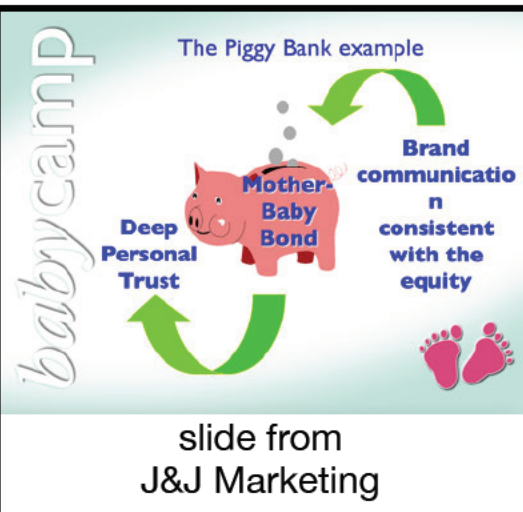 babycamp
The Piggy Bank example
Mother-
Baby
Bond
Brand
communicatio
n
consistent
with the
equity
Deep
Personal
Trust
slide from
J&J Marketing